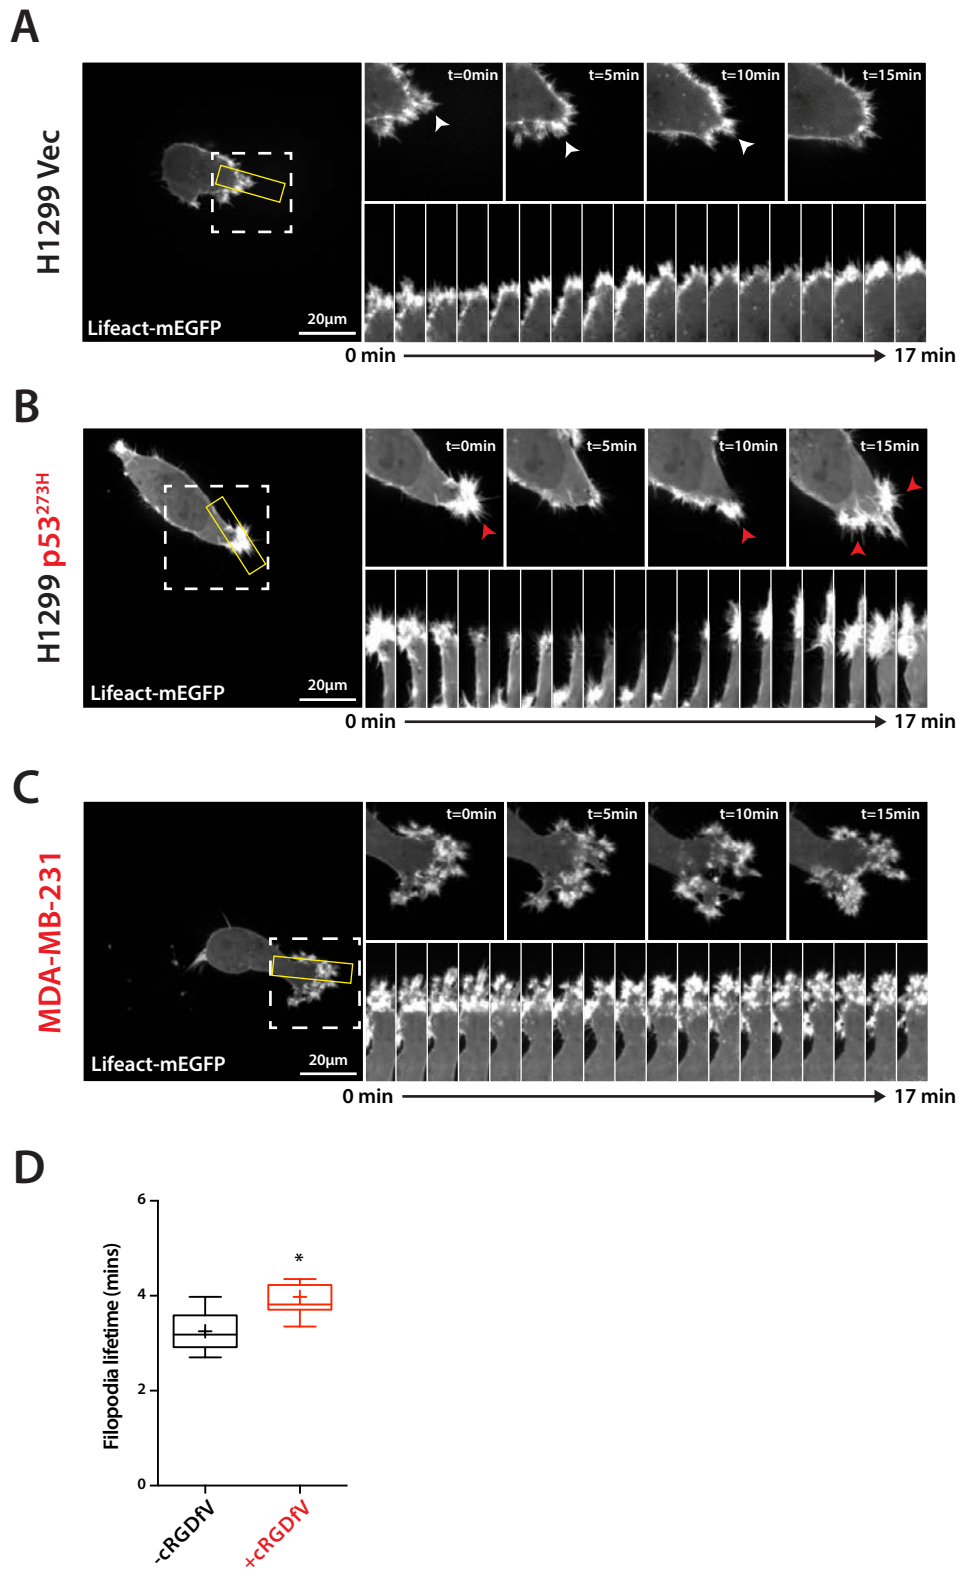 A
H1299 Vec
Lifeact-mEGFP
20μm
t=0min
t=5min
t=10min
t=15min
0 min
17 min
B
H1299 p53²⁷³ᴴ
Lifeact-mEGFP
20μm
t=0min
t=5min
t=10min
t=15min
0 min
17 min
C
MDA-MB-231
Lifeact-mEGFP
20μm
t=0min
t=5min
t=10min
t=15min
0 min
17 min
D
Filopodia lifetime (mins)
6
4
2
0
*
-cRGDfV
+cRGDfV